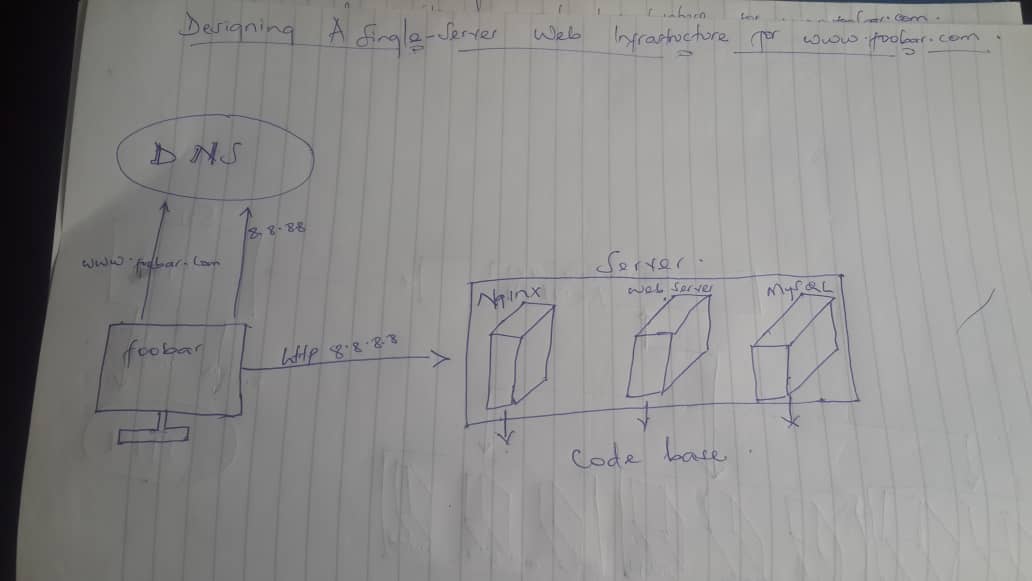 Designing A Single-Server Web Infrastructure for www.foobar.com.
DNS
8.8.88
www.foobar.com
Server.
Nginx
Web Server
MySQL
foobar
http 8.8.8.8
Code base.